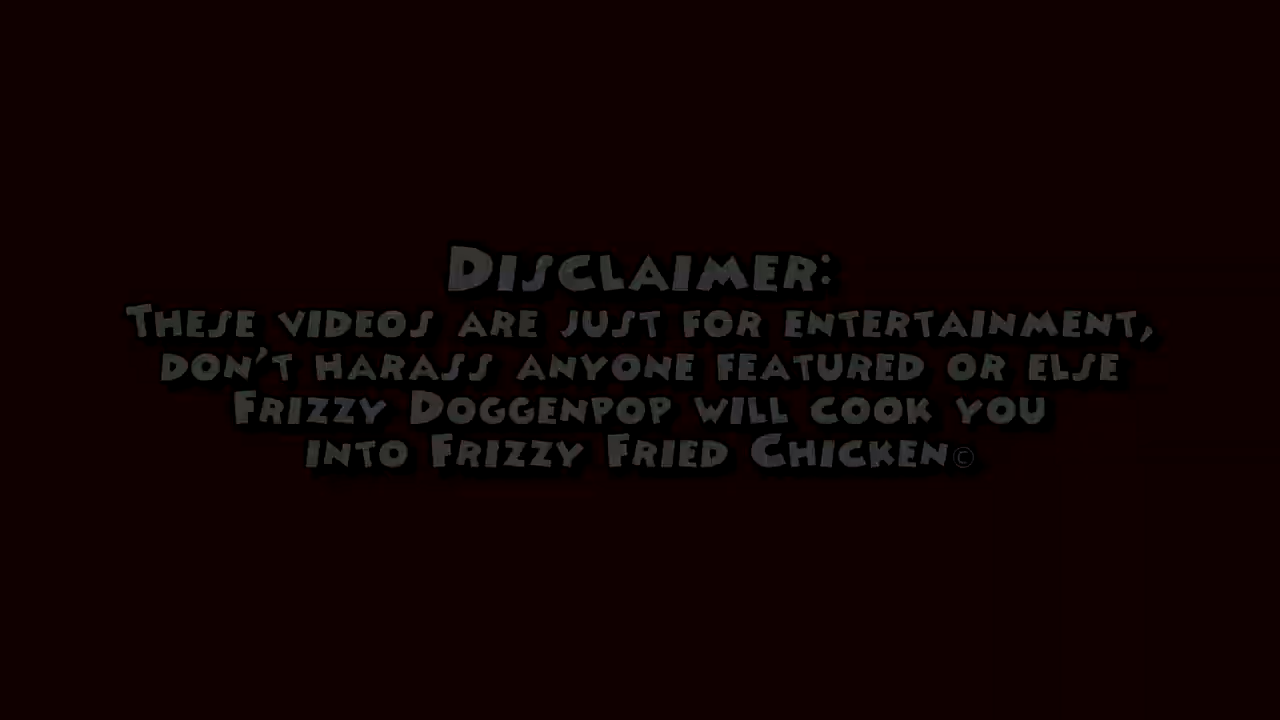 Disclaimer:
These videos are just for entertainment,
don't harass anyone featured or else
Frizzy Doggenpop will cook you
into Frizzy Fried Chicken©